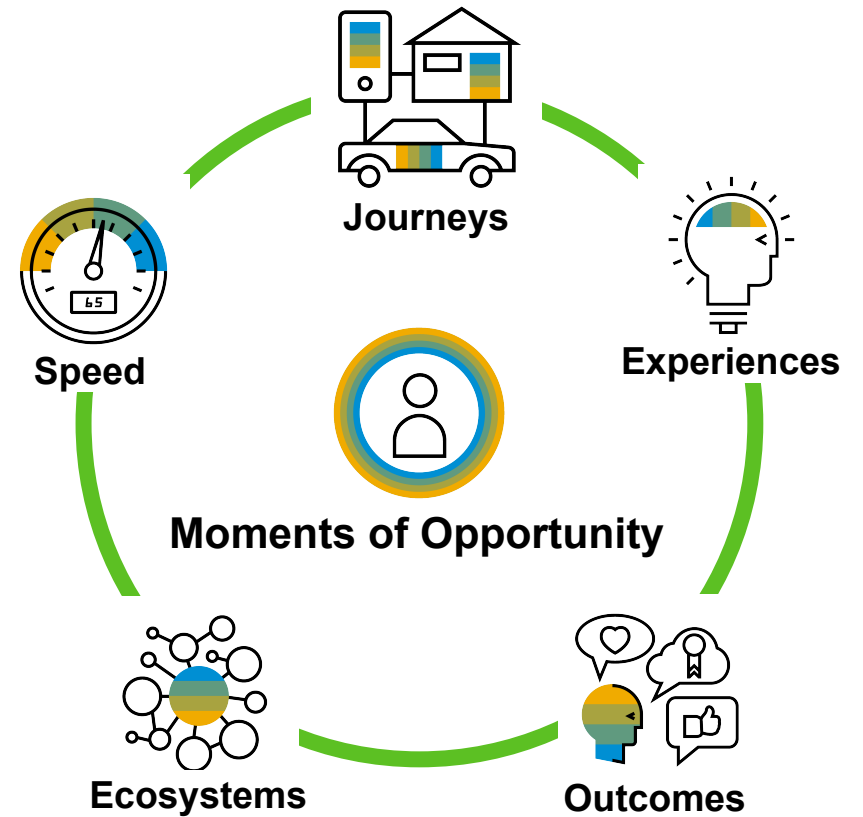 Journeys
65
Speed
Experiences
Moments of Opportunity
Ecosystems
Outcomes